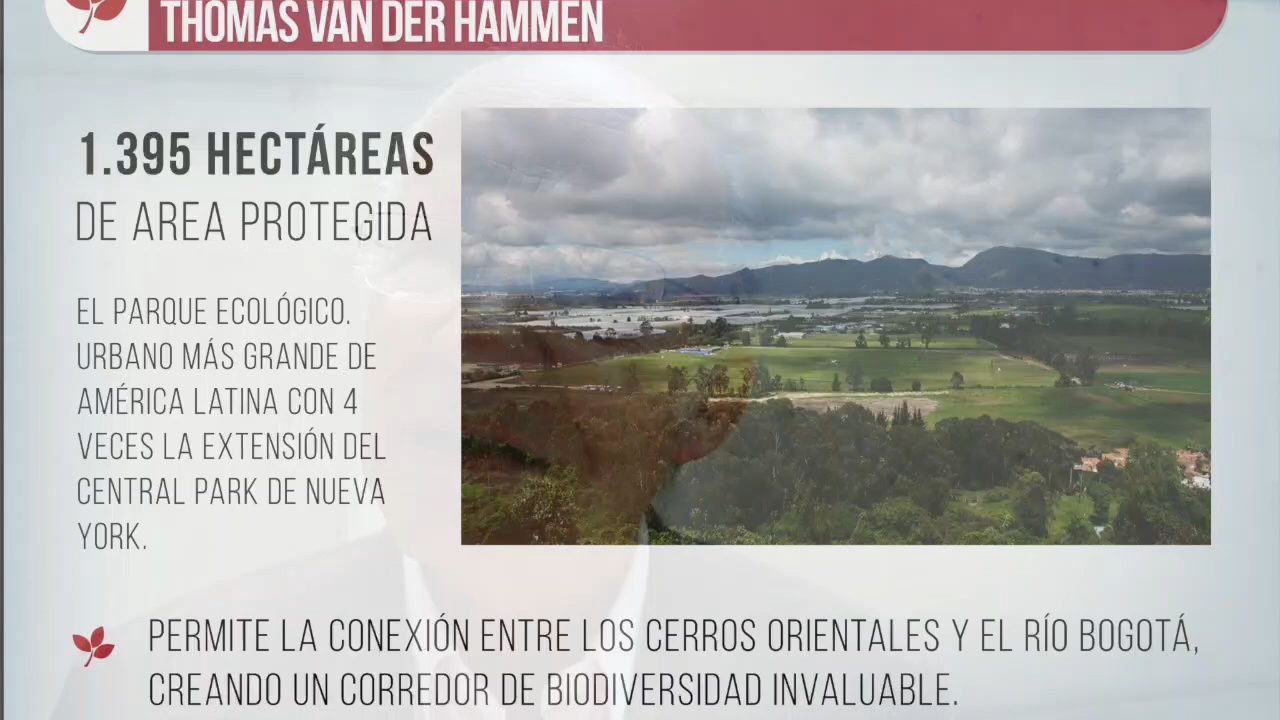 THOMAS VAN DER HAMMEN
1.395 HECTÁREAS
DE AREA PROTEGIDA
EL PARQUE ECOLÓGICO.
URBANO MÁS GRANDE DE
AMÉRICA LATINA CON 4
VECES LA EXTENSIÓN DEL
CENTRAL PARK DE NUEVA
YORK.
PERMITE LA CONEXIÓN ENTRE LOS CERROS ORIENTALES Y EL RÍO BOGOTÁ,
CREANDO UN CORREDOR DE BIODIVERSIDAD INVALUABLE.